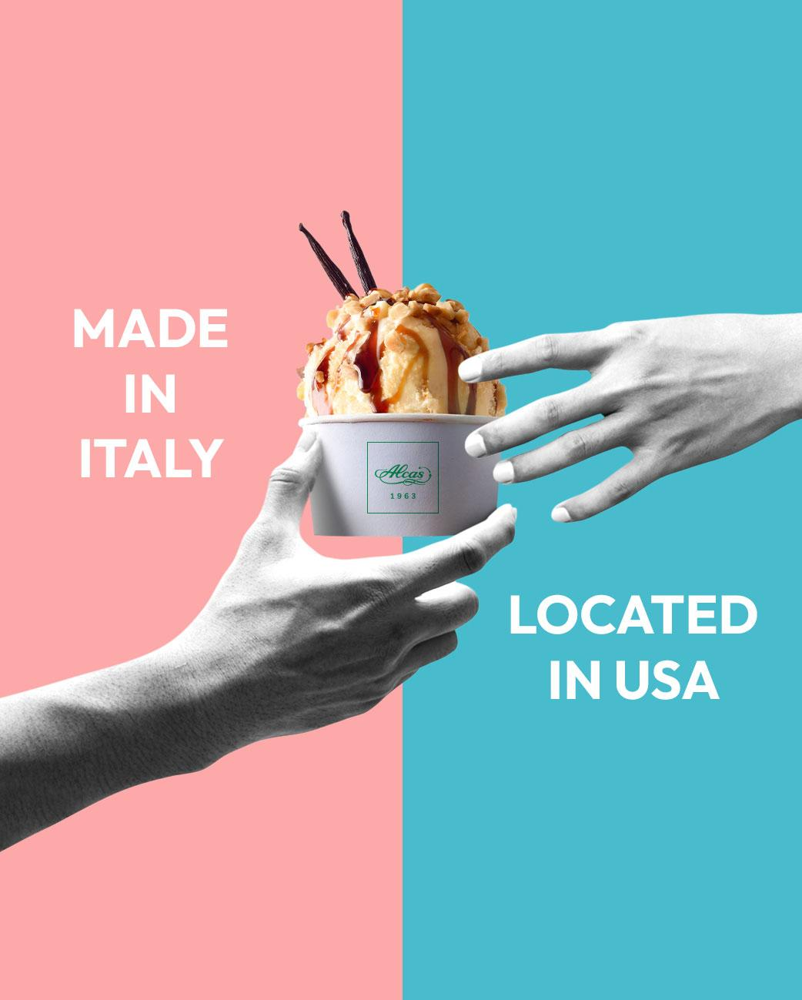 MADE
IN
ITALY
Alcas
1963
LOCATED
IN USA